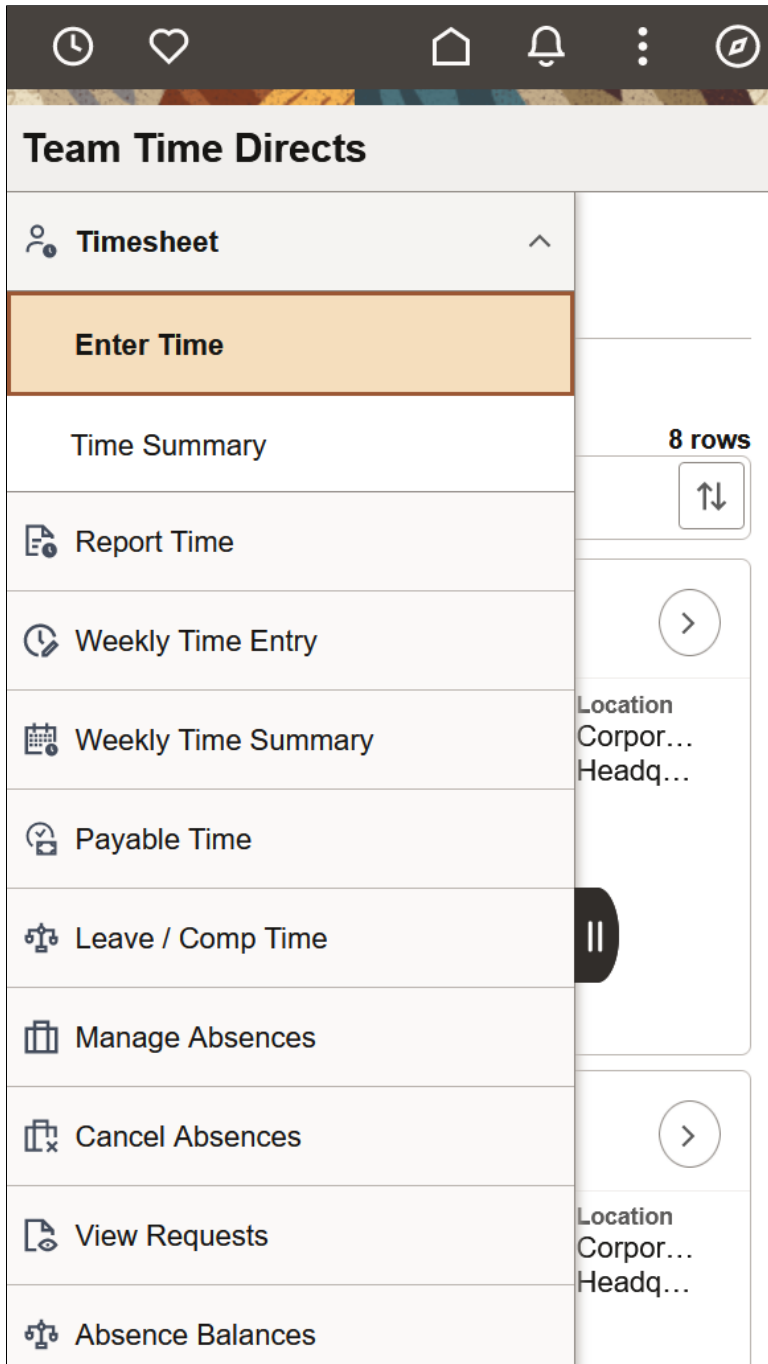 Team Time Directs
Timesheet
Enter Time
Time Summary
8 rows
Report Time
Weekly Time Entry
Weekly Time Summary
Location
Corpor...
Headq...
Payable Time
Leave / Comp Time
Manage Absences
Cancel Absences
View Requests
Location
Corpor...
Headq...
Absence Balances